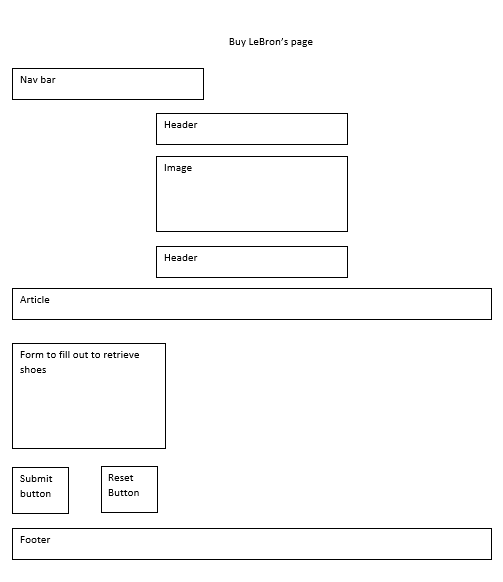 Buy LeBron’s page
Nav bar
Header
Image
Header
Article
Form to fill out to retrieve
shoes
Submit
button
Reset
Button
Footer